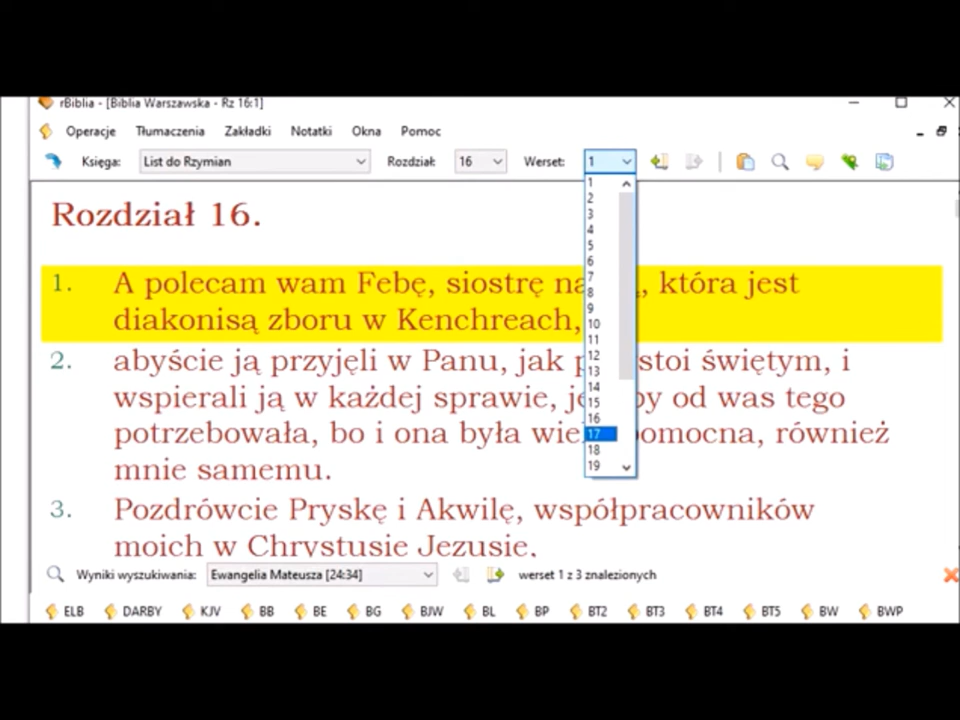 rBiblia - [Biblia Warszawska - Rz 16:1]
Operacje Tłumaczenia Zakładki Notatki Okna Pomoc
Księga: List do Rzymian Rozdział: 16 Werset: 1
1
2
3
4
5
6
7
8
9
10
11
12
13
14
15
16
17
18
19
Rozdział 16.
1. A polecam wam Febę, siostrę która jest
diakonisą zboru w Kenchreach,
2. abyście ją przyjęli w Panu, jak świętym, i
wspierali ją w każdej sprawie, od was tego
potrzebowała, bo i ona była pomocna, również
mnie samemu.
3. Pozdrówcie Pryskę i Akwilę, współpracowników
moich w Chrystusie Jezusie,
Wyniki wyszukiwania: Ewangelia Mateusza [24:34] werset 1 z 3 znalezionych
ELB DARBY KJV BB BE BG BJW BL BP BT2 BT3 BT4 BT5 BW BWP